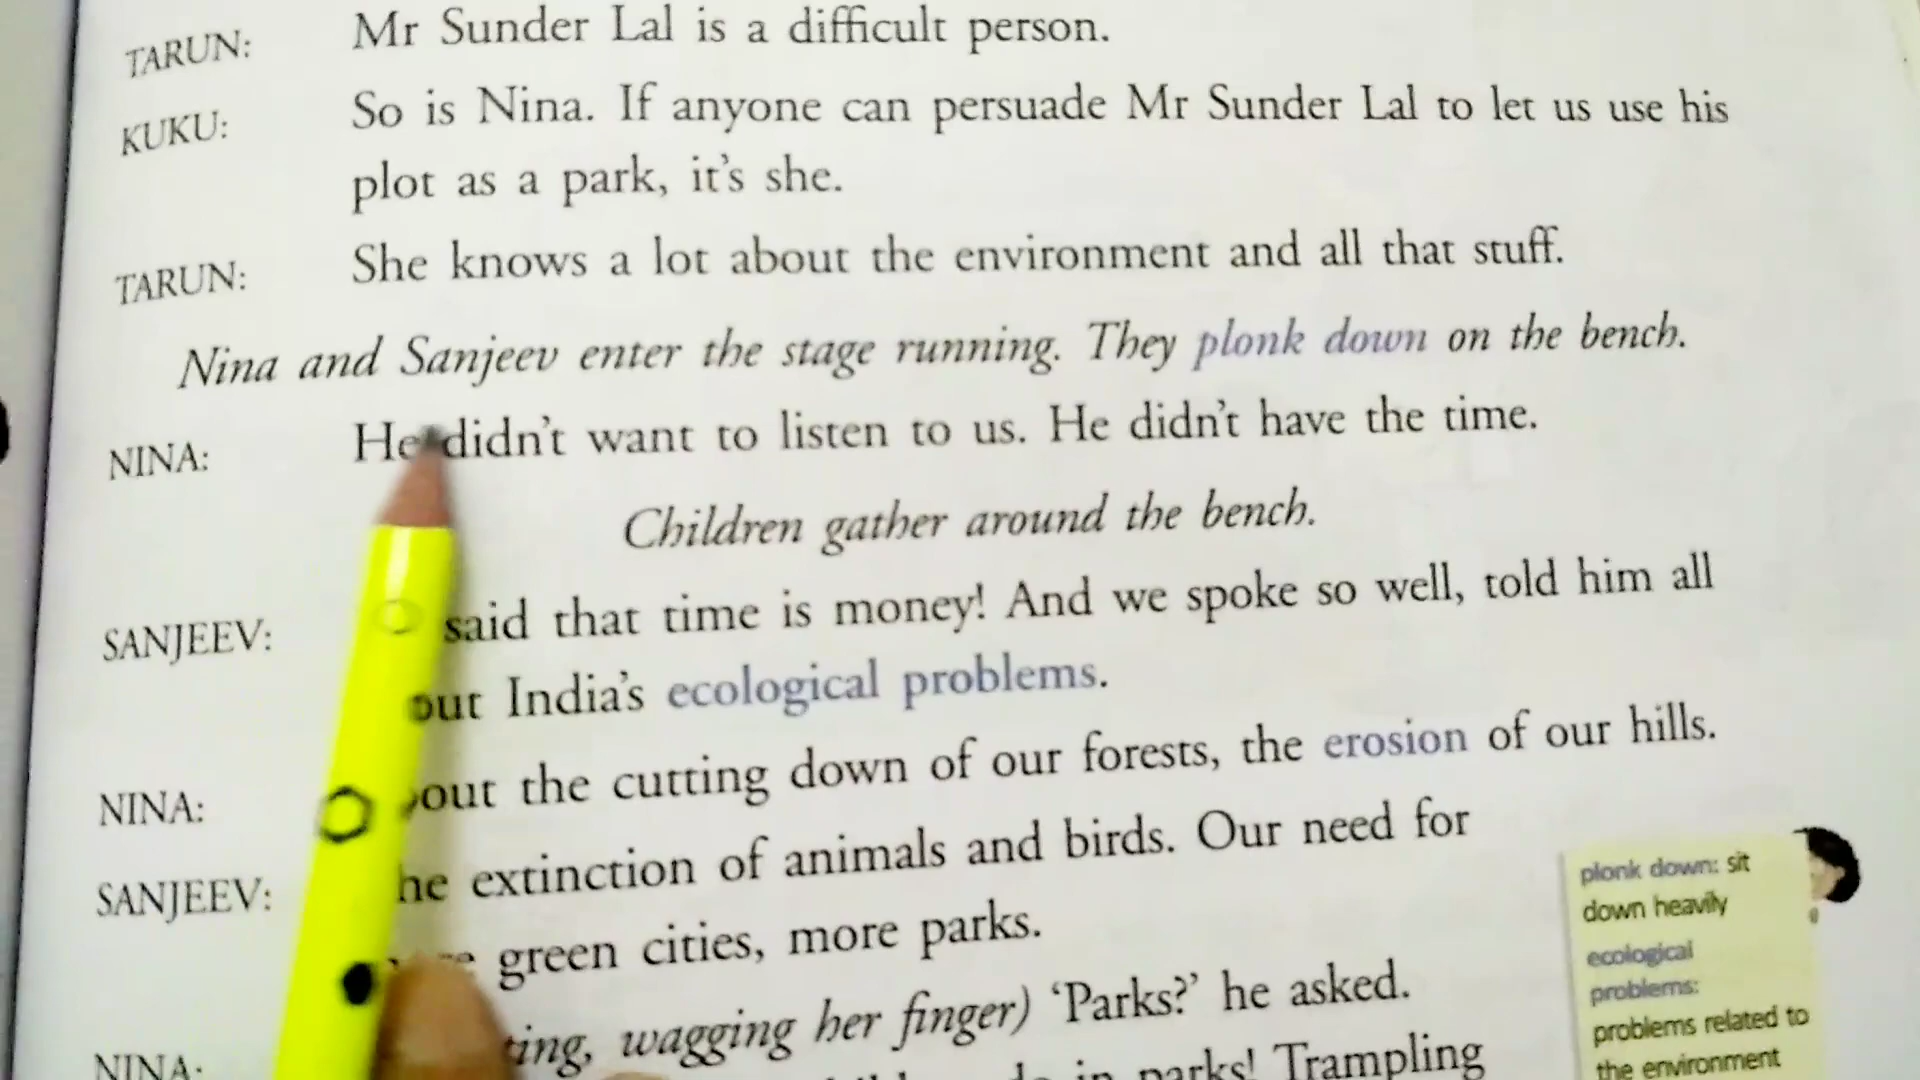 TARUN: Mr Sunder Lal is a difficult person.
KUKU: So is Nina. If anyone can persuade Mr Sunder Lal to let us use his
plot as a park, it's she.
TARUN: She knows a lot about the environment and all that stuff.
Nina and Sanjeev enter the stage running. They plonk down on the bench.
NINA: He didn't want to listen to us. He didn't have the time.
Children gather around the bench.
SANJEEV: said that time is money! And we spoke so well, told him all
out India's ecological problems.
NINA: out the cutting down of our forests, the erosion of our hills.
SANJEEV: he extinction of animals and birds. Our need for
green cities, more parks.
NINA: ting, wagging her finger) 'Parks?' he asked.
in parks! Trampling
plonk down: sit
down heavily
ecological
problems:
problems related to
the environment